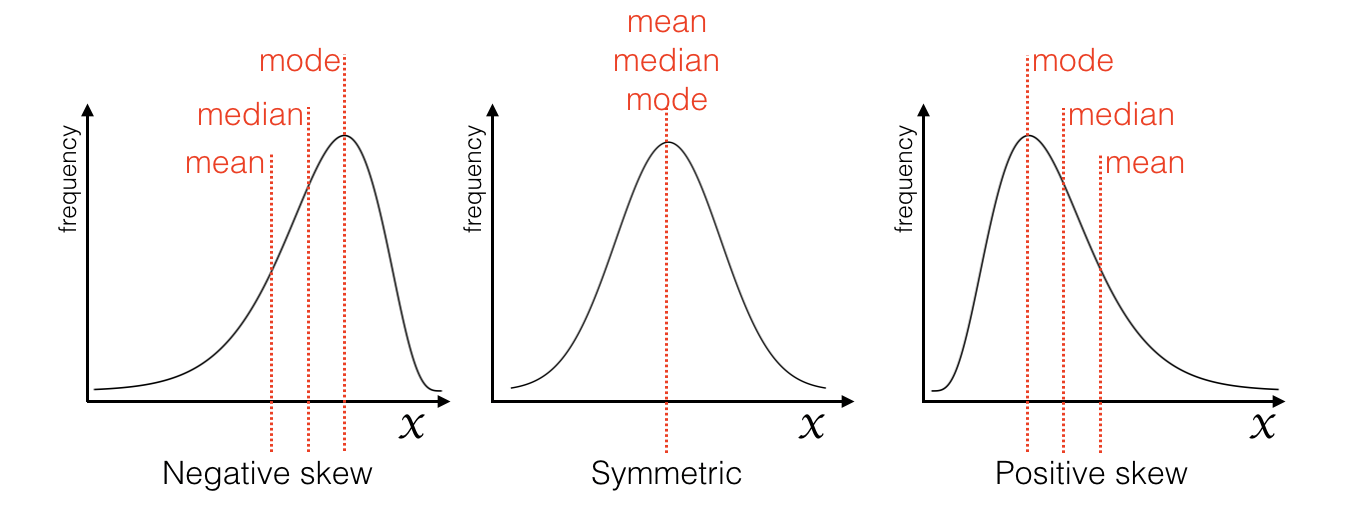 mode
median
mean
frequency
x
Negative skew
mean
median
mode
frequency
x
Symmetric
mode
median
mean
frequency
x
Positive skew